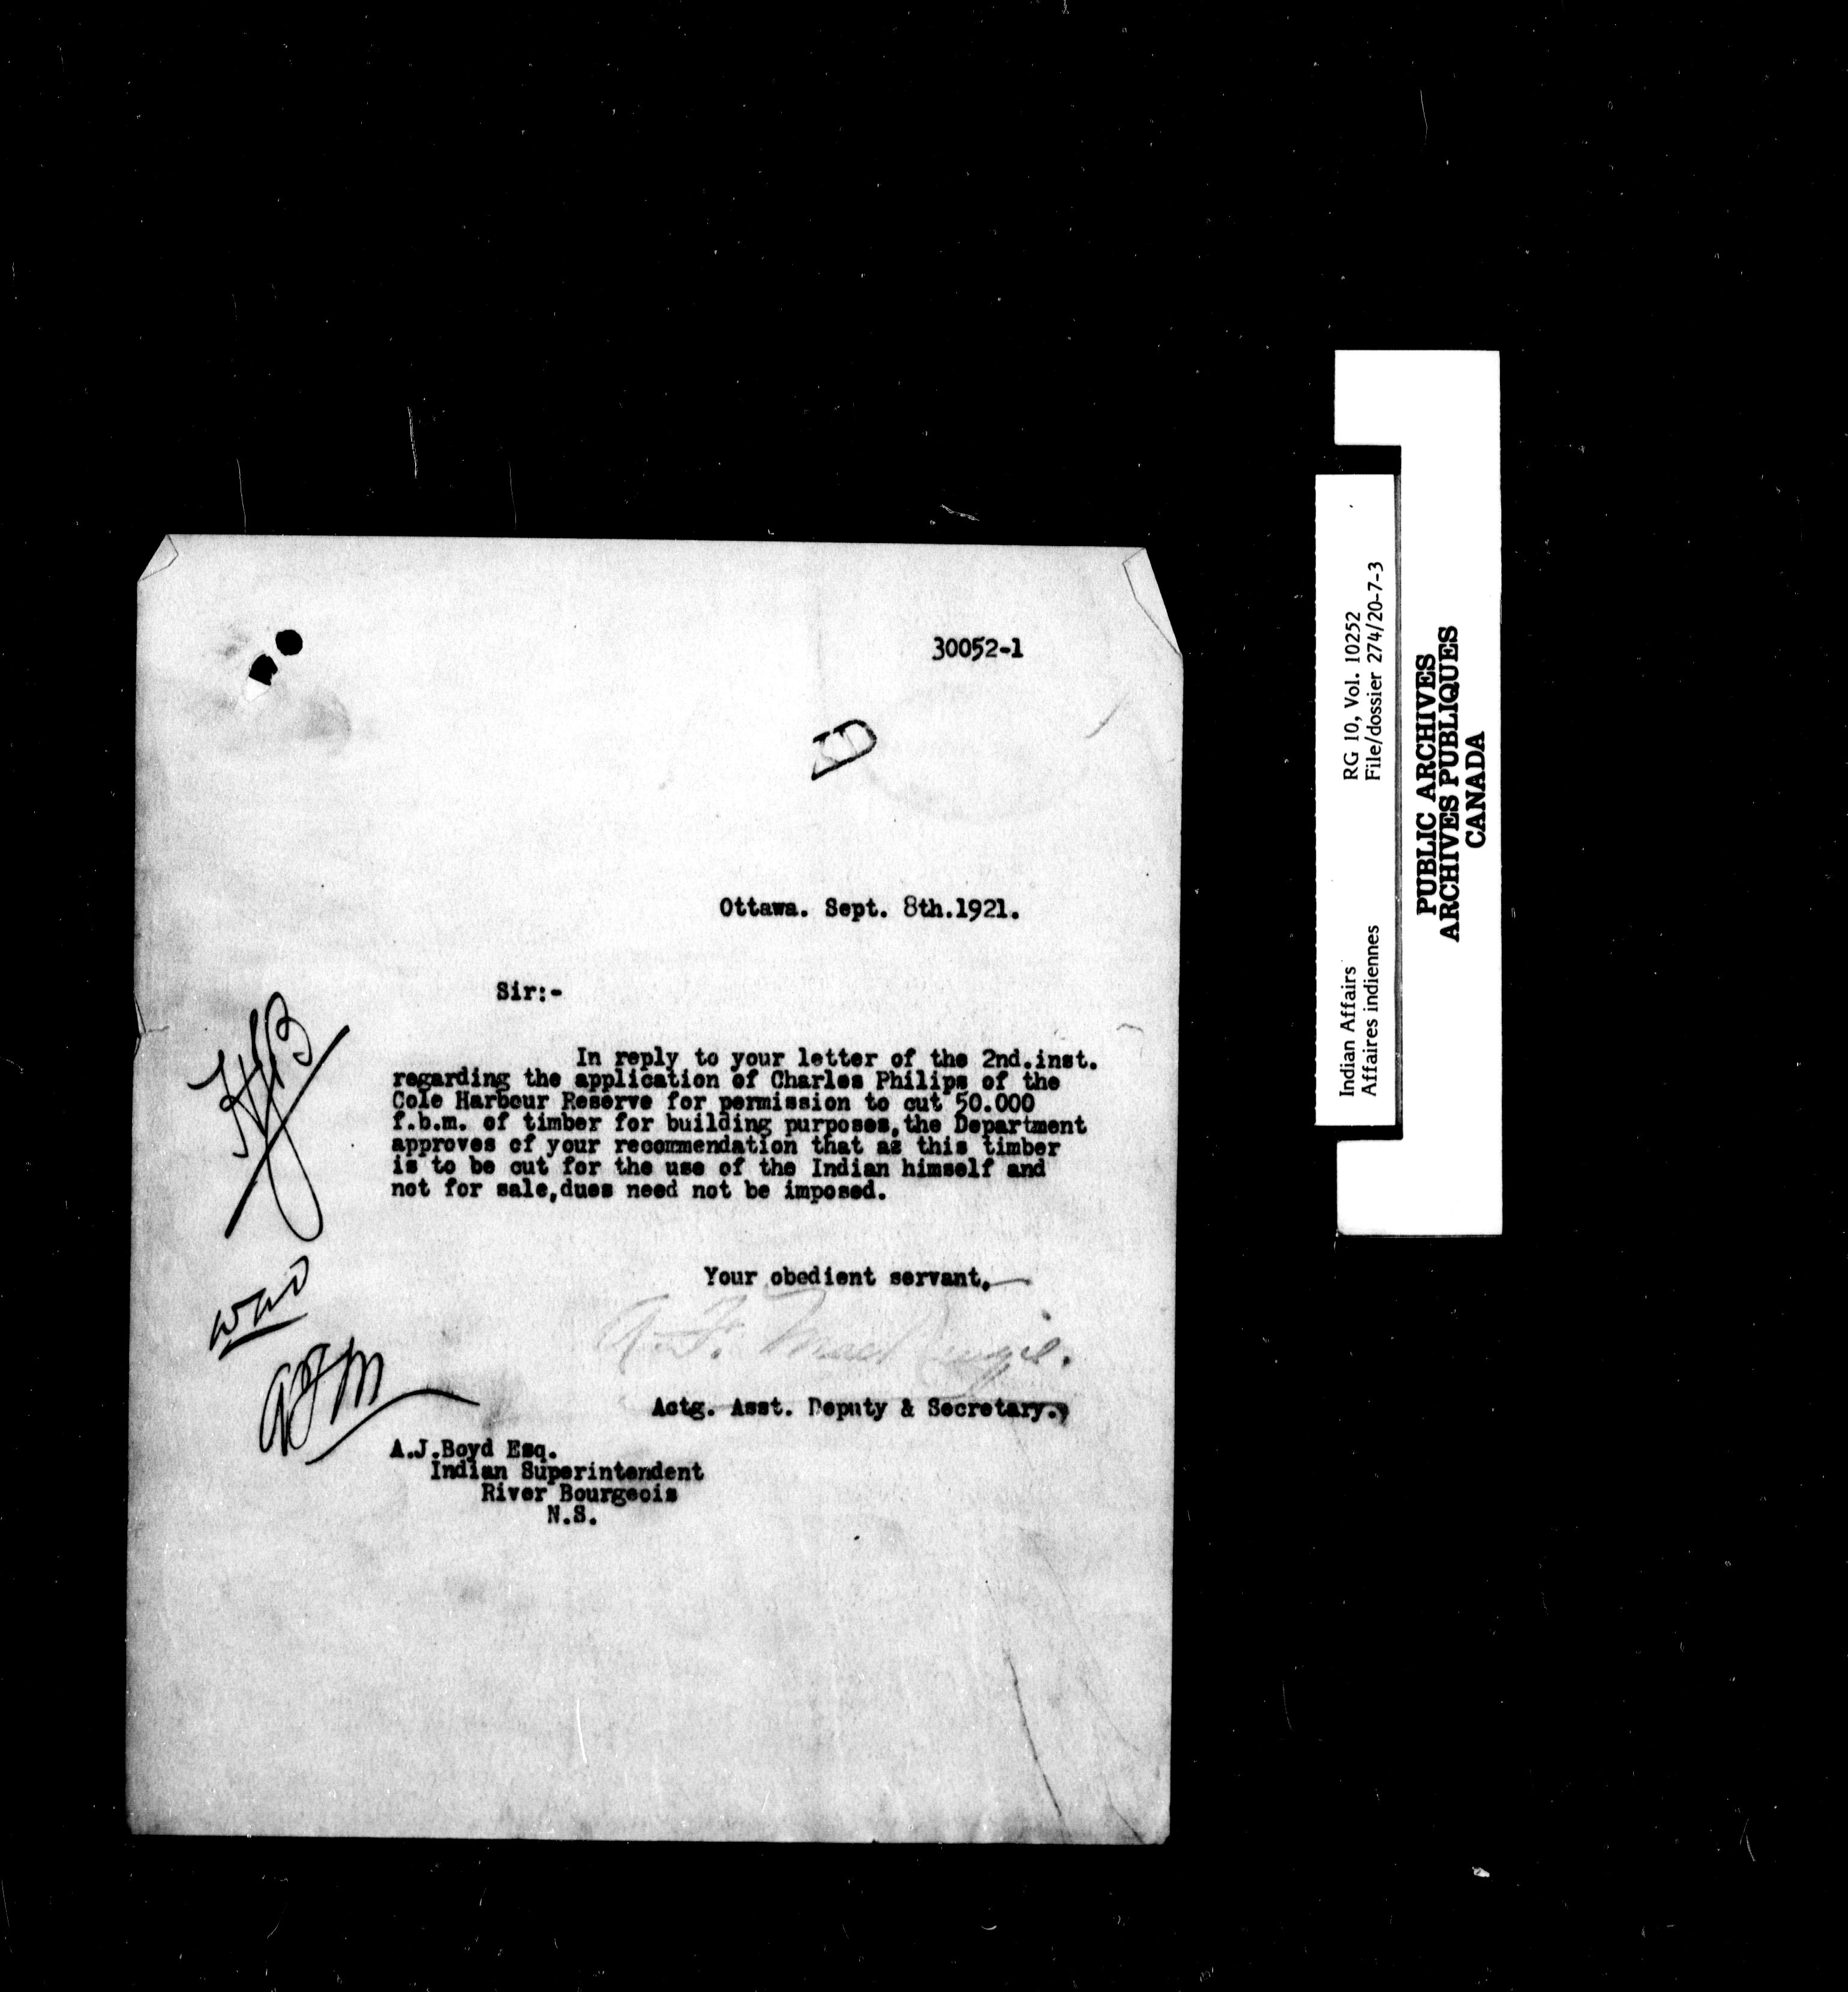 30052-1
D
Ottawa. Sept. 8th.1921.
Sir:-
In reply to your letter of the 2nd.inst.
regarding the application of Charles Philips of the
Cole Harbour Reserve for permission to cut 50.000
f.b.m. of timber for building purposes,the Department
approves of your recommendation that as this timber
is to be cut for the use of the Indian himself and
not for sale,dues need not be imposed.
Your obedient servant,
A. F. MacKenzie.
Actg. Asst. Deputy & Secretary.
AFM
A.J.Boyd Esq.
Indian Superintendent
River Bourgeois
N.S.
Indian Affairs RG 10, Vol. 10252
Affaires indiennes File/dossier 274/20-7-3
PUBLIC ARCHIVES
ARCHIVES PUBLIQUES
CANADA